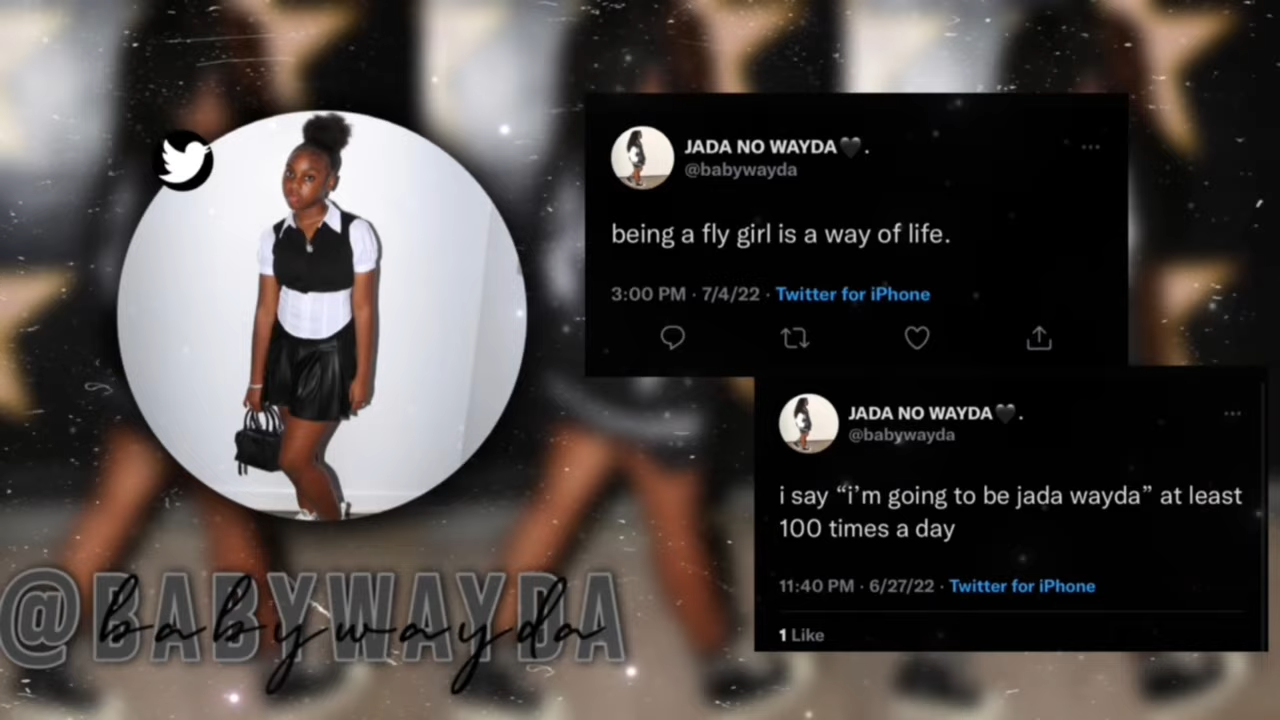 JADA NO WAYDA🖤.
@babywayda
being a fly girl is a way of life.
3:00 PM · 7/4/22 · Twitter for iPhone
JADA NO WAYDA🖤.
@babywayda
i say “i’m going to be jada wayda” at least
100 times a day
11:40 PM · 6/27/22 · Twitter for iPhone
1 Like
@BABYWAYDA
babywayda